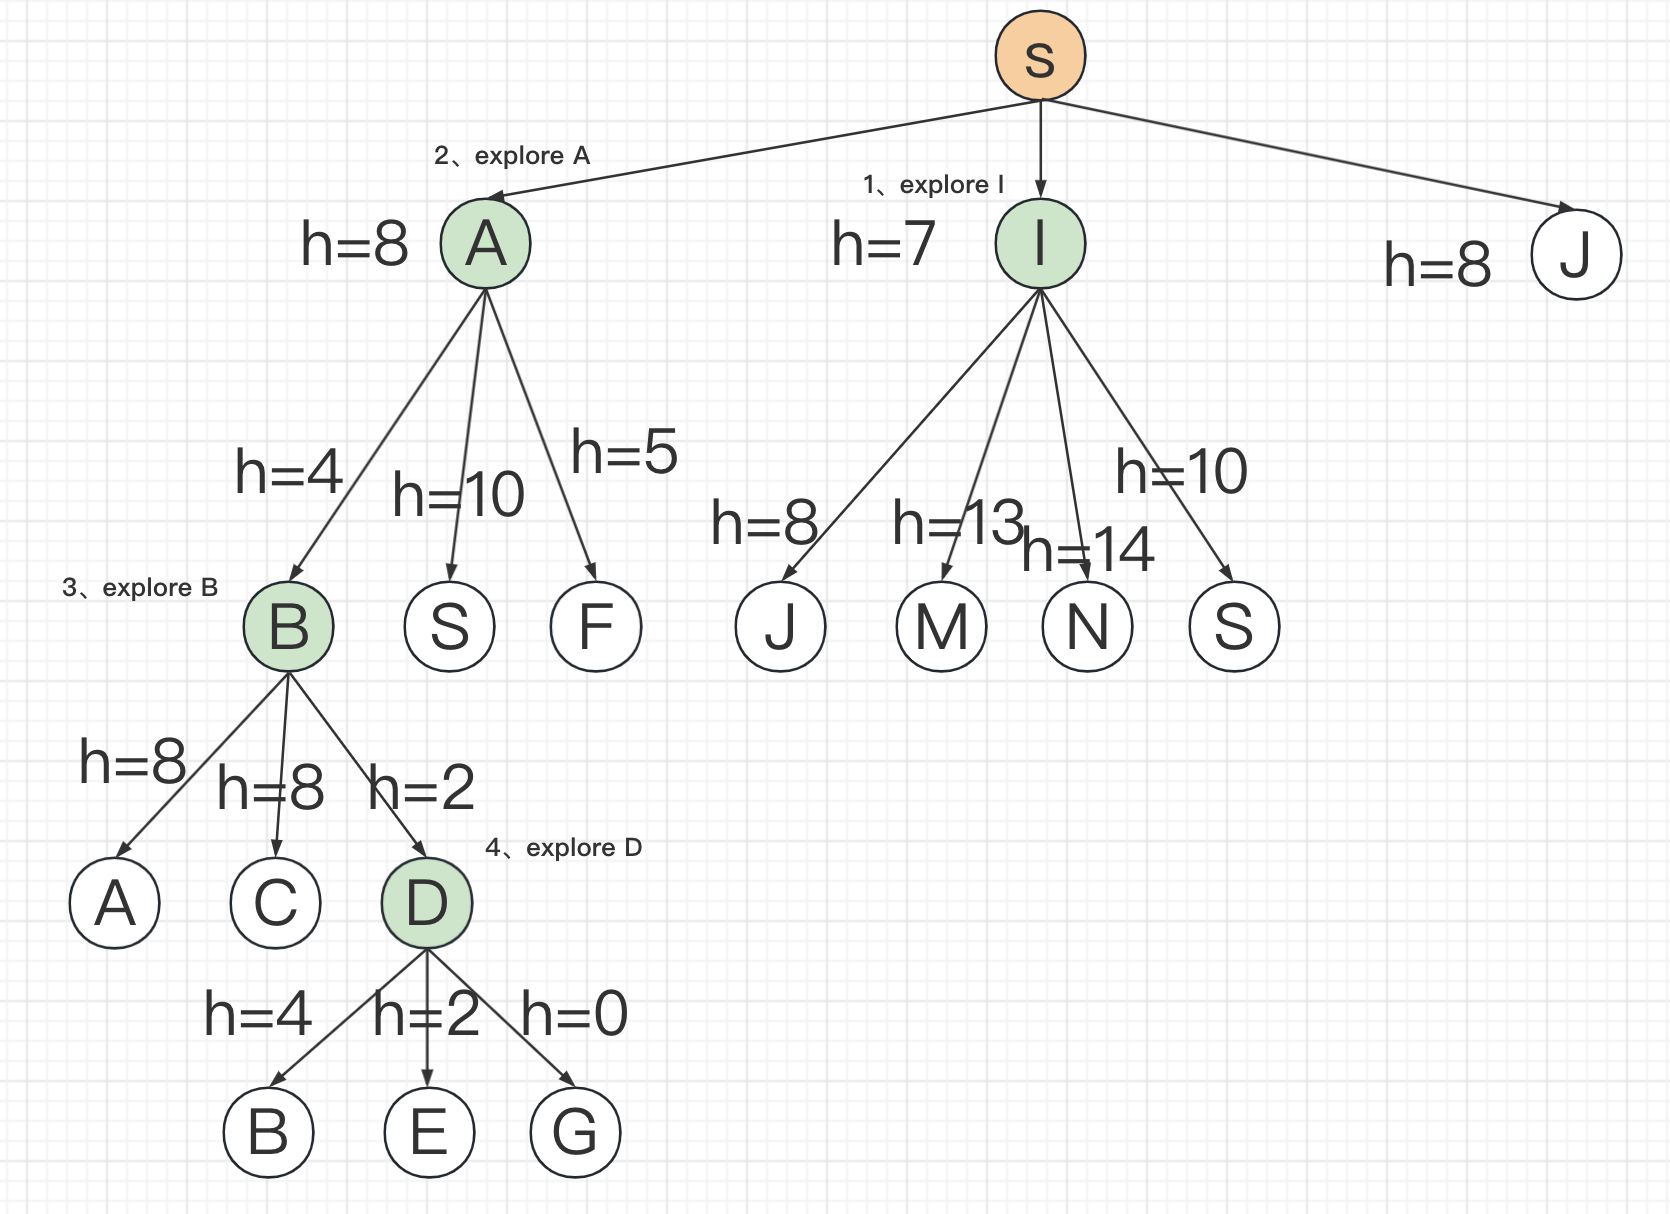 s
2、explore A
1、explore I
h=8
A
h=7
I
h=8
J
h=4
h=10
h=5
h=8
h=13
h=14
h=10
3、explore B
B
S
F
J
M
N
S
h=8
h=8
h=2
4、explore D
A
C
D
h=4
h=2
h=0
B
E
G